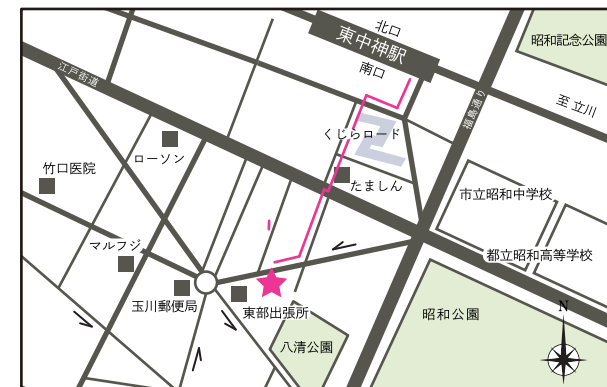 北口
東中神駅
南口
昭和記念公園
至 立川
福島通り
江戸街道
くじらロード
ローソン
竹口医院
たましん
市立昭和中学校
マルフジ
都立昭和高等学校
玉川郵便局
東部出張所
昭和公園
八清公園
N